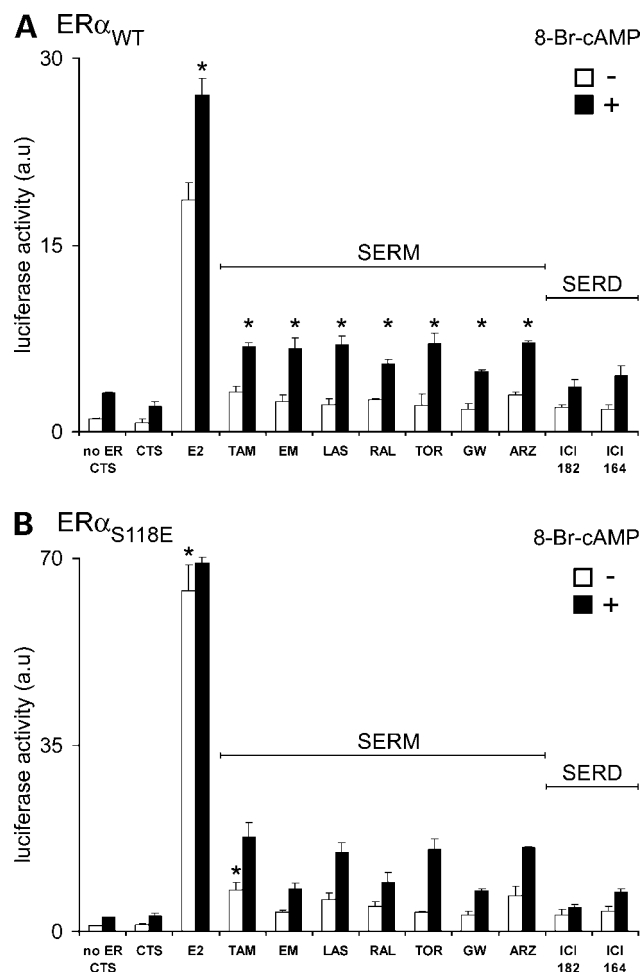 A ERαWT
8-Br-cAMP
-
+
30
15
0
luciferase activity (a.u)
*
SERM
SERD
* * * * * * *
no ER CTS E2 TAM EM LAS RAL TOR GW ARZ ICI ICI
CTS 182 164
B ERαS118E
8-Br-cAMP
-
+
70
35
0
luciferase activity (a.u)
*
SERM
SERD
*
no ER CTS E2 TAM EM LAS RAL TOR GW ARZ ICI ICI
CTS 182 164